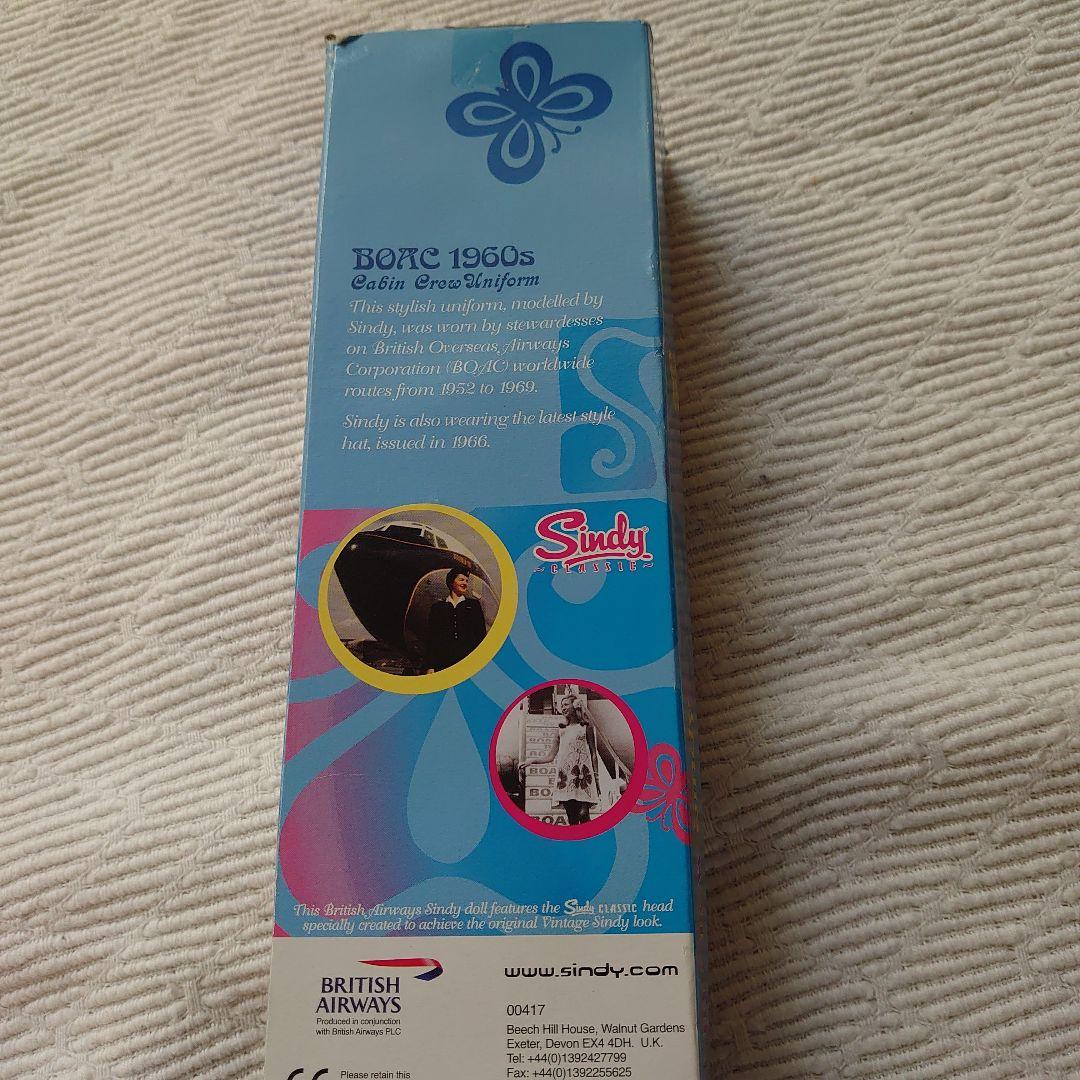 BOAC 1960s
Cabin Crew Uniform
This stylish uniform, modelled by
Sindy, was worn by stewardesses
on British Overseas Airways
Corporation (BOAC) worldwide
routes from 1952 to 1969.
Sindy is also wearing the latest style
hat, issued in 1966.
Sindy
~CLASSIC~
BOA
BO
BOA
This British Airways Sindy doll features the Sindy CLASSIC head
specially created to achieve the original Vintage Sindy look.
BRITISH
AIRWAYS
Produced in conjunction
with British Airways PLC
www.sindy.com
00417
Beech Hill House, Walnut Gardens
Exeter, Devon EX4 4DH. U.K.
Tel: +44(0)1392427799
Fax: +44(0)1392255625
CE Please retain this